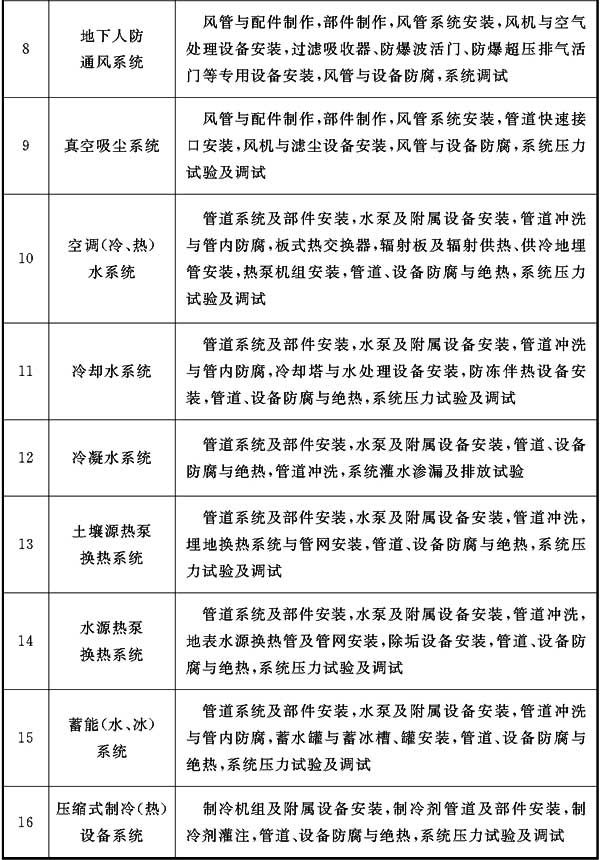 8
地下人防
通风系统
风管与配件制作,部件制作,风管系统安装,风机与空气
处理设备安装,过滤吸收器、防爆波活门、防爆超压排气活
门等专用设备安装,风管与设备防腐,系统调试
9
真空吸尘系统
风管与配件制作,部件制作,风管系统安装,管道快速接
口安装,风机与滤尘设备安装,风管与设备防腐,系统压力
试验及调试
10
空调(冷、热)
水系统
管道系统及部件安装,水泵及附属设备安装,管道冲洗
与管内防腐,板式热交换器,辐射板及辐射供热、供冷地埋
管安装,热泵机组安装,管道、设备防腐与绝热,系统压力
试验及调试
11
冷却水系统
管道系统及部件安装,水泵及附属设备安装,管道冲洗
与管内防腐,冷却塔与水处理设备安装,防冻伴热设备安
装,管道、设备防腐与绝热,系统压力试验及调试
12
冷凝水系统
管道系统及部件安装,水泵及附属设备安装,管道、设备
防腐与绝热,管道冲洗,系统灌水渗漏及排放试验
13
土壤源热泵
换热系统
管道系统及部件安装,水泵及附属设备安装,管道冲洗,
埋地换热系统与管网安装,管道、设备防腐与绝热,系统压
力试验及调试
14
水源热泵
换热系统
管道系统及部件安装,水泵及附属设备安装,管道冲洗,
地表水源换热管及管网安装,除垢设备安装,管道、设备防
腐与绝热,系统压力试验及调试
15
蓄能(水、冰)
系统
管道系统及部件安装,水泵及附属设备安装,管道冲洗
与管内防腐,蓄水罐与蓄冰槽、罐安装,管道、设备防腐与
绝热,系统压力试验及调试
16
压缩式制冷(热)
设备系统
制冷机组及附属设备安装,制冷剂管道及部件安装,制
冷剂灌注,管道、设备防腐与绝热,系统压力试验及调试